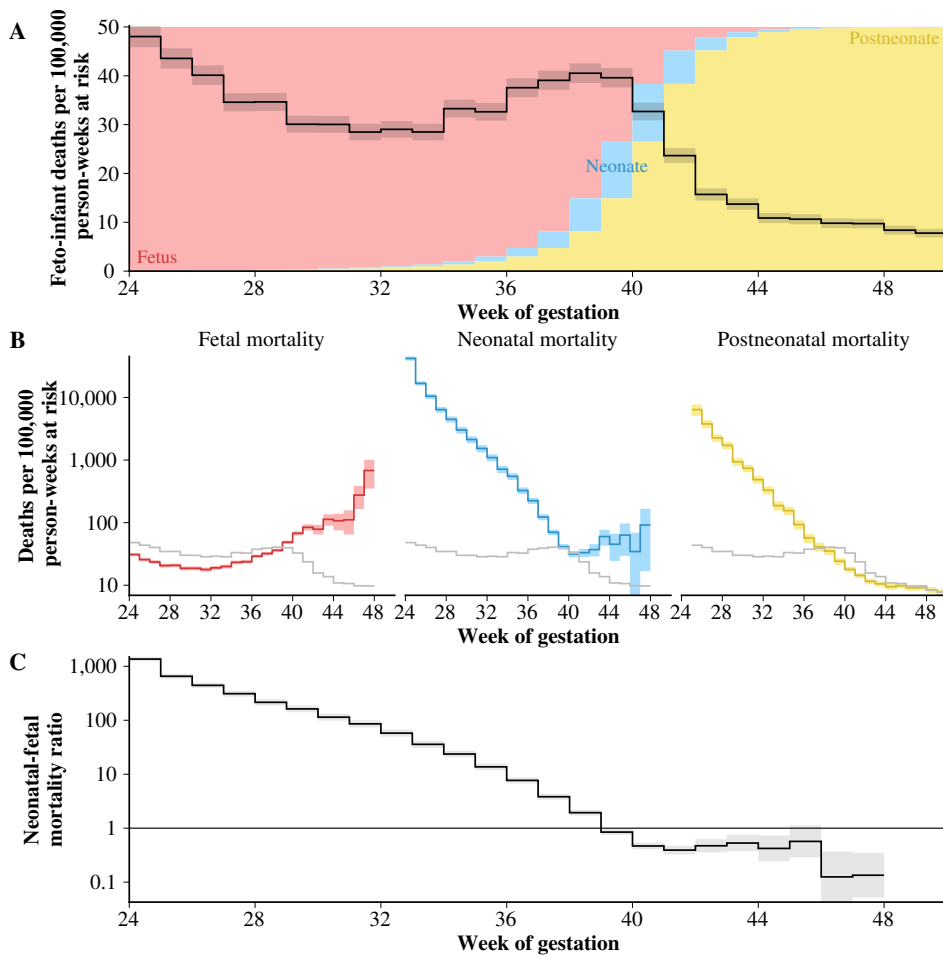 A
Feto-infant deaths per 100,000
person-weeks at risk
50
40
30
20
10
0
Postneonate
Neonate
Fetus
24 28 32 36 40 44 48
Week of gestation
B
Fetal mortality Neonatal mortality Postneonatal mortality
Deaths per 100,000
person-weeks at risk
10,000
1,000
100
10
24 28 32 36 40 44 48 24 28 32 36 40 44 48 24 28 32 36 40 44 48
Week of gestation
C
Neonatal-fetal
mortality ratio
1,000
100
10
1
0.1
24 28 32 36 40 44 48
Week of gestation